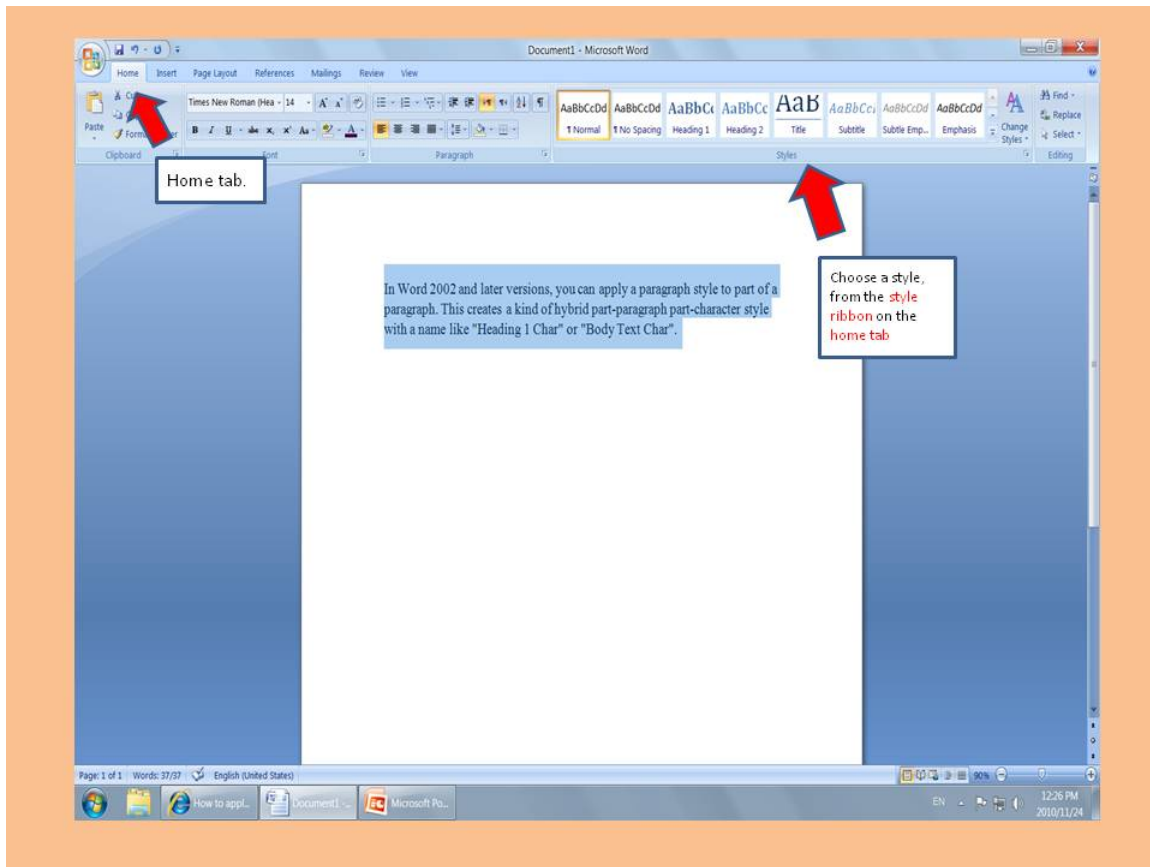 Document1 - Microsoft Word
Home Insert Page Layout References Mailings Review View
Cut
Paste
Format
Clipboard
Times New Roman (Hea 14
B I U abc x, x' Aa A
Font
Paragraph
AaBbCcDd AaBbCcDd AaBbCc AaBbCc AaB AaBbCc. AaBbCcDd AaBbCcDd
¶ Normal ¶ No Spacing Heading 1 Heading 2 Title Subtitle Subtle Emp... Emphasis
Change
Styles
Styles
Find
Replace
Select
Editing
Home tab.
In Word 2002 and later versions, you can apply a paragraph style to part of a
paragraph. This creates a kind of hybrid part-paragraph part-character style
with a name like "Heading 1 Char" or "Body Text Char".
Choose a style,
from the style
ribbon on the
home tab
Page: 1 of 1 Words: 37/37 English (United States) 90%
How to appl... Document1 -... Microsoft Po... EN 12:26 PM
2010/11/24